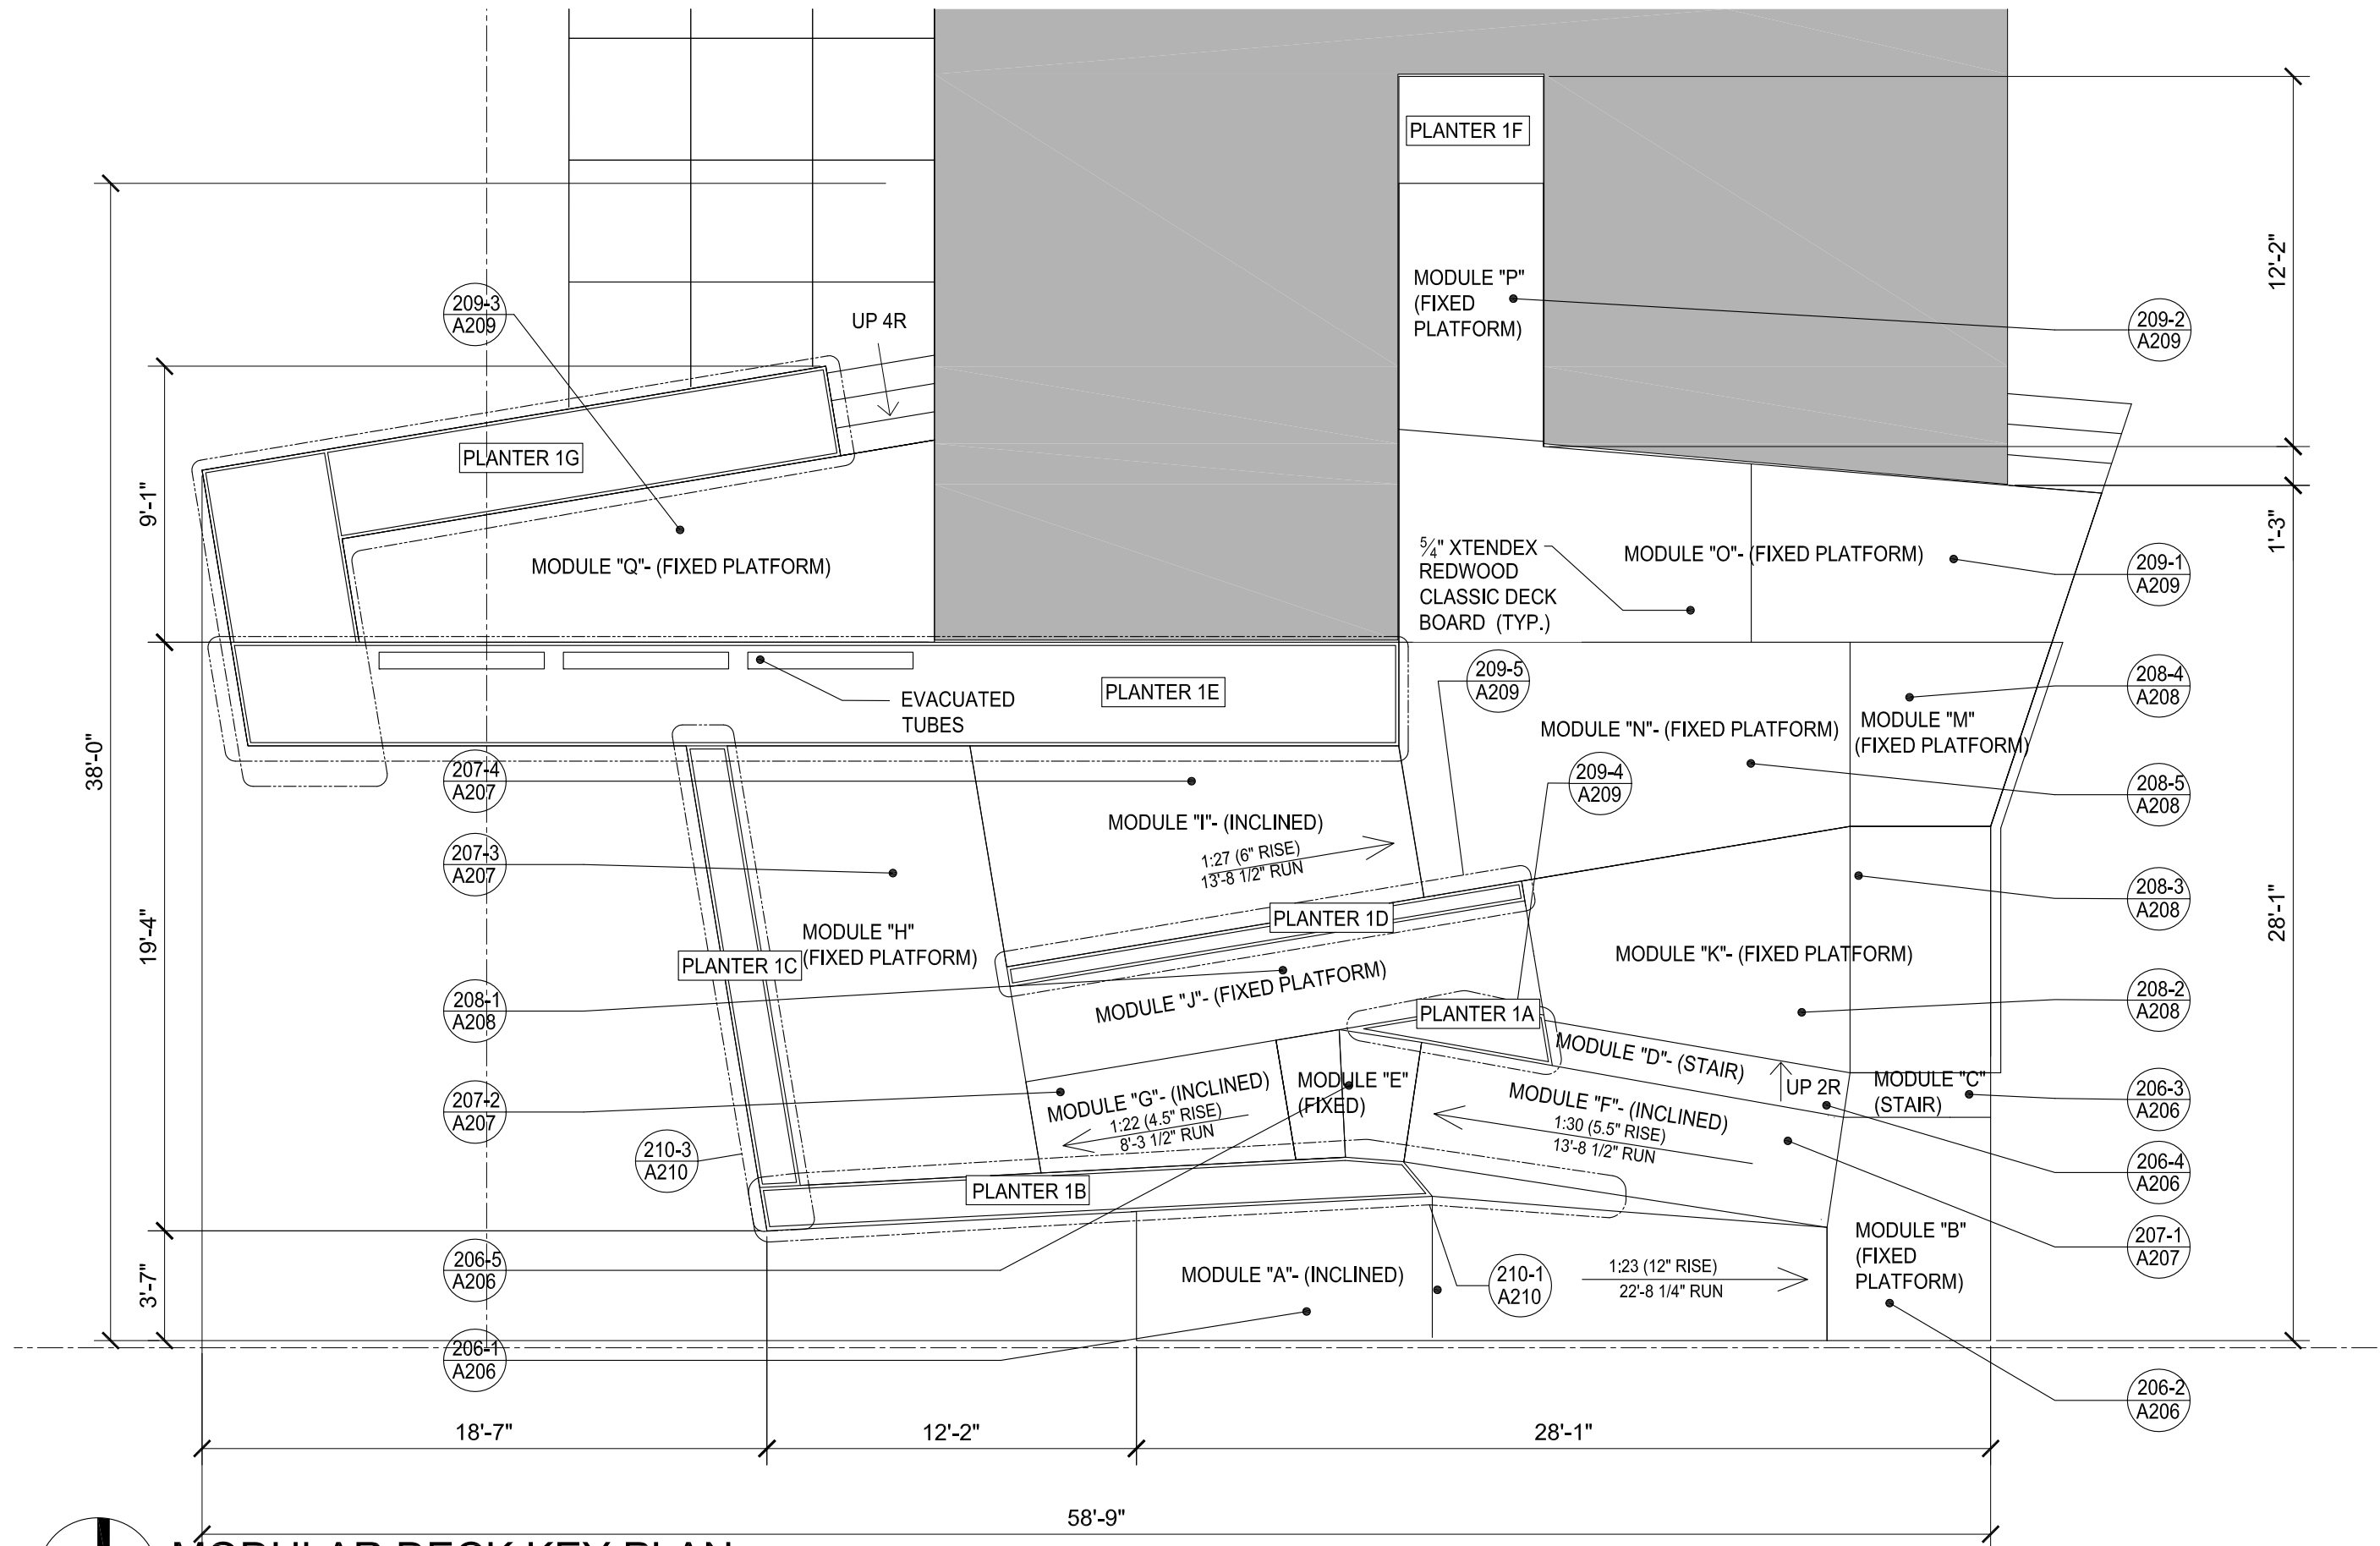 PLANTER 1F
12'-2"
MODULE "P"
(FIXED
PLATFORM)
209-3
A209
UP 4R
209-2
A209
PLANTER 1G
9'-1"
1'-3"
5/4" XTENDEX
REDWOOD
CLASSIC DECK
BOARD (TYP.)
MODULE "O"- (FIXED PLATFORM)
MODULE "Q"- (FIXED PLATFORM)
209-1
A209
EVACUATED
TUBES
PLANTER 1E
209-5
A209
208-4
A208
MODULE "N"- (FIXED PLATFORM)
MODULE "M"
(FIXED PLATFORM)
38'-0"
207-4
A207
209-4
A209
208-5
A208
MODULE "I"- (INCLINED)
1:27 (6" RISE)
13'-8 1/2" RUN
207-3
A207
208-3
A208
19'-4"
28'-1"
PLANTER 1D
MODULE "H"
(FIXED PLATFORM)
PLANTER 1C
MODULE "K"- (FIXED PLATFORM)
MODULE "J"- (FIXED PLATFORM)
208-1
A208
208-2
A208
PLANTER 1A
MODULE "D"- (STAIR)
UP 2R
MODULE "C"
(STAIR)
207-2
A207
MODULE "G"- (INCLINED)
1:22 (4.5" RISE)
8'-3 1/2" RUN
MODULE "E"
(FIXED)
MODULE "F"- (INCLINED)
1:30 (5.5" RISE)
13'-8 1/2" RUN
206-3
A206
210-3
A210
206-4
A206
PLANTER 1B
207-1
A207
3'-7"
206-5
A206
MODULE "A"- (INCLINED)
210-1
A210
1:23 (12" RISE)
22'-8 1/4" RUN
MODULE "B"
(FIXED
PLATFORM)
206-1
A206
206-2
A206
18'-7"
12'-2"
28'-1"
58'-9"
MODULAR DECK KEY PLAN